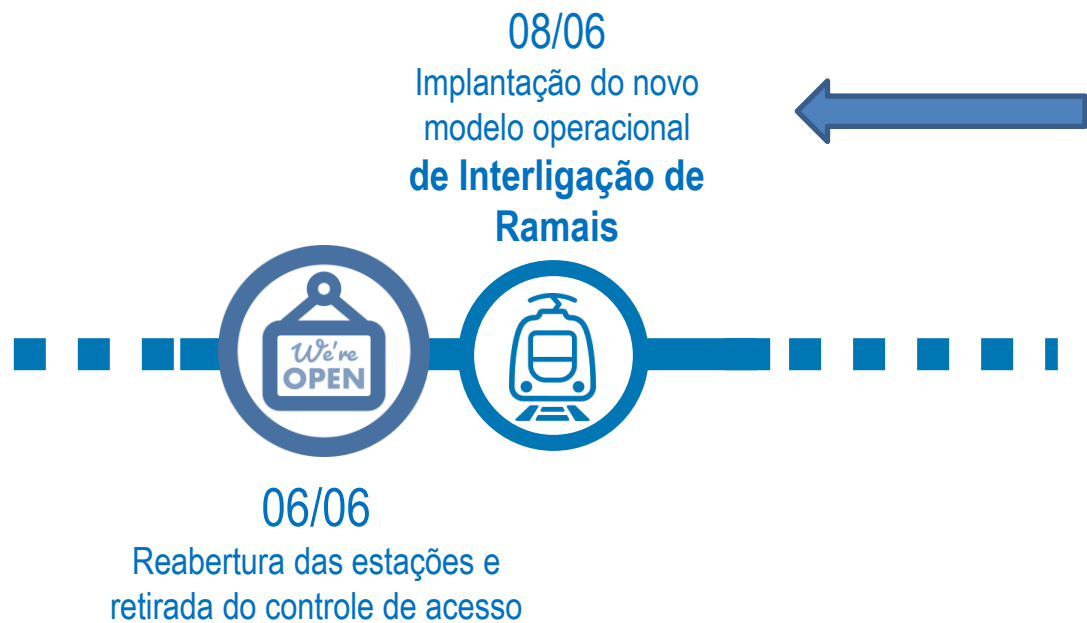 08/06
Implantação do novo
modelo operacional
de Interligação de
Ramais
We're
OPEN
06/06
Reabertura das estações e
retirada do controle de acesso